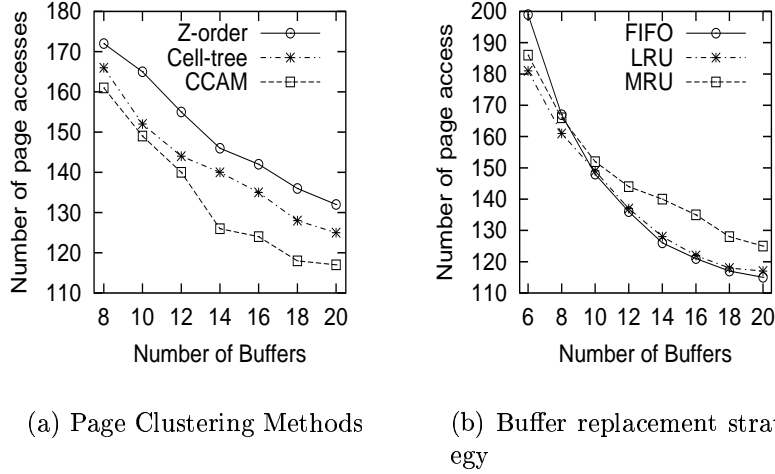 Number of page accesses
180
170
160
150
140
130
120
110
Z-order
Cell-tree
CCAM
8 10 12 14 16 18 20
Number of Buffers
(a) Page Clustering Methods
Number of page access
200
190
180
170
160
150
140
130
120
110
FIFO
LRU
MRU
6 8 10 12 14 16 18 20
Number of Buffers
(b) Buffer replacement strat
egy